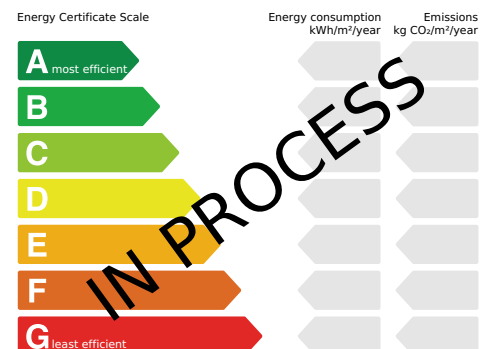 Energy Certificate Scale
Energy consumption
kWh/m²/year
Emissions
kg CO₂/m²/year
A most efficient
B
C
D
E
F
G least efficient
IN PROCESS